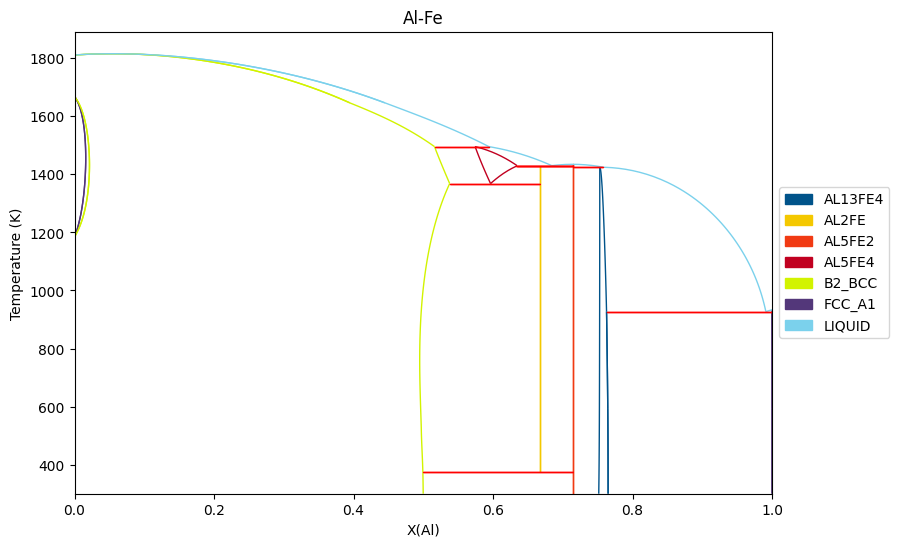 Al-Fe
Temperature (K)
1800
1600
1400
1200
1000
800
600
400
0.0
0.2
0.4
0.6
0.8
1.0
X(Al)
AL13FE4
AL2FE
AL5FE2
AL5FE4
B2_BCC
FCC_A1
LIQUID